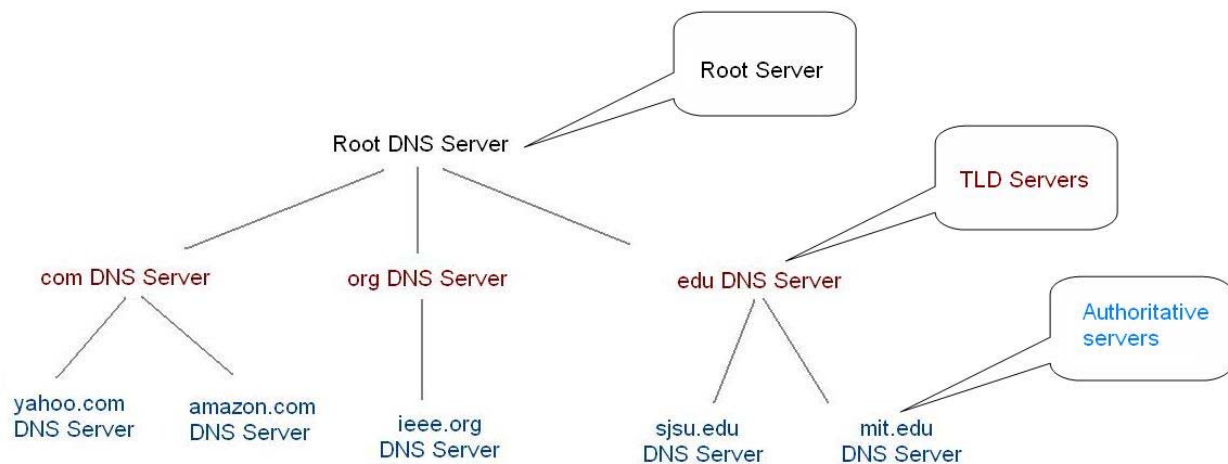 Root Server
Root DNS Server
TLD Servers
com DNS Server
org DNS Server
edu DNS Server
Authoritative
servers
yahoo.com
DNS Server
amazon.com
DNS Server
ieee.org
DNS Server
sjsu.edu
DNS Server
mit.edu
DNS Server